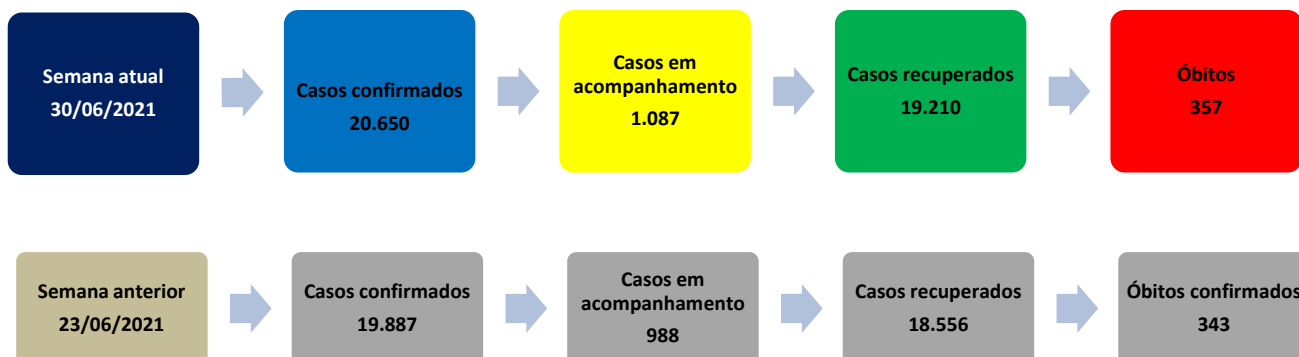 Semana atual
30/06/2021
Casos confirmados
20.650
Casos em
acompanhamento
1.087
Casos recuperados
19.210
Óbitos
357
Semana anterior
23/06/2021
Casos confirmados
19.887
Casos em
acompanhamento
988
Casos recuperados
18.556
Óbitos confirmados
343